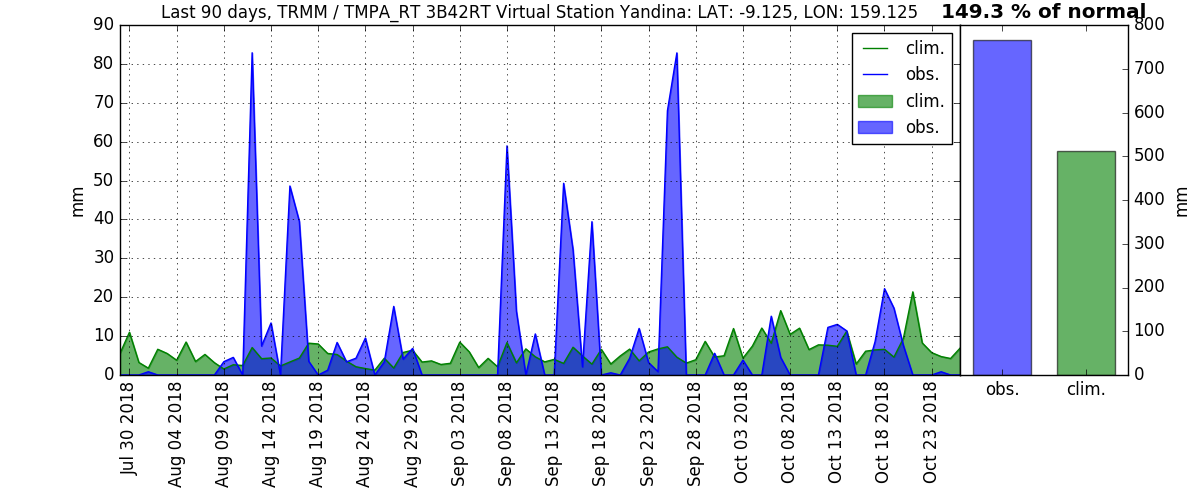 Last 90 days, TRMM / TMPA_RT 3B42RT Virtual Station Yandina: LAT: -9.125, LON: 159.125
149.3 % of normal
90
80
70
60
50
40
30
20
10
0
mm
clim.
obs.
clim.
obs.
800
700
600
500
400
300
200
100
0
mm
Jul 30 2018
Aug 04 2018
Aug 09 2018
Aug 14 2018
Aug 19 2018
Aug 24 2018
Aug 29 2018
Sep 03 2018
Sep 08 2018
Sep 13 2018
Sep 18 2018
Sep 23 2018
Sep 28 2018
Oct 03 2018
Oct 08 2018
Oct 13 2018
Oct 18 2018
Oct 23 2018
obs.
clim.